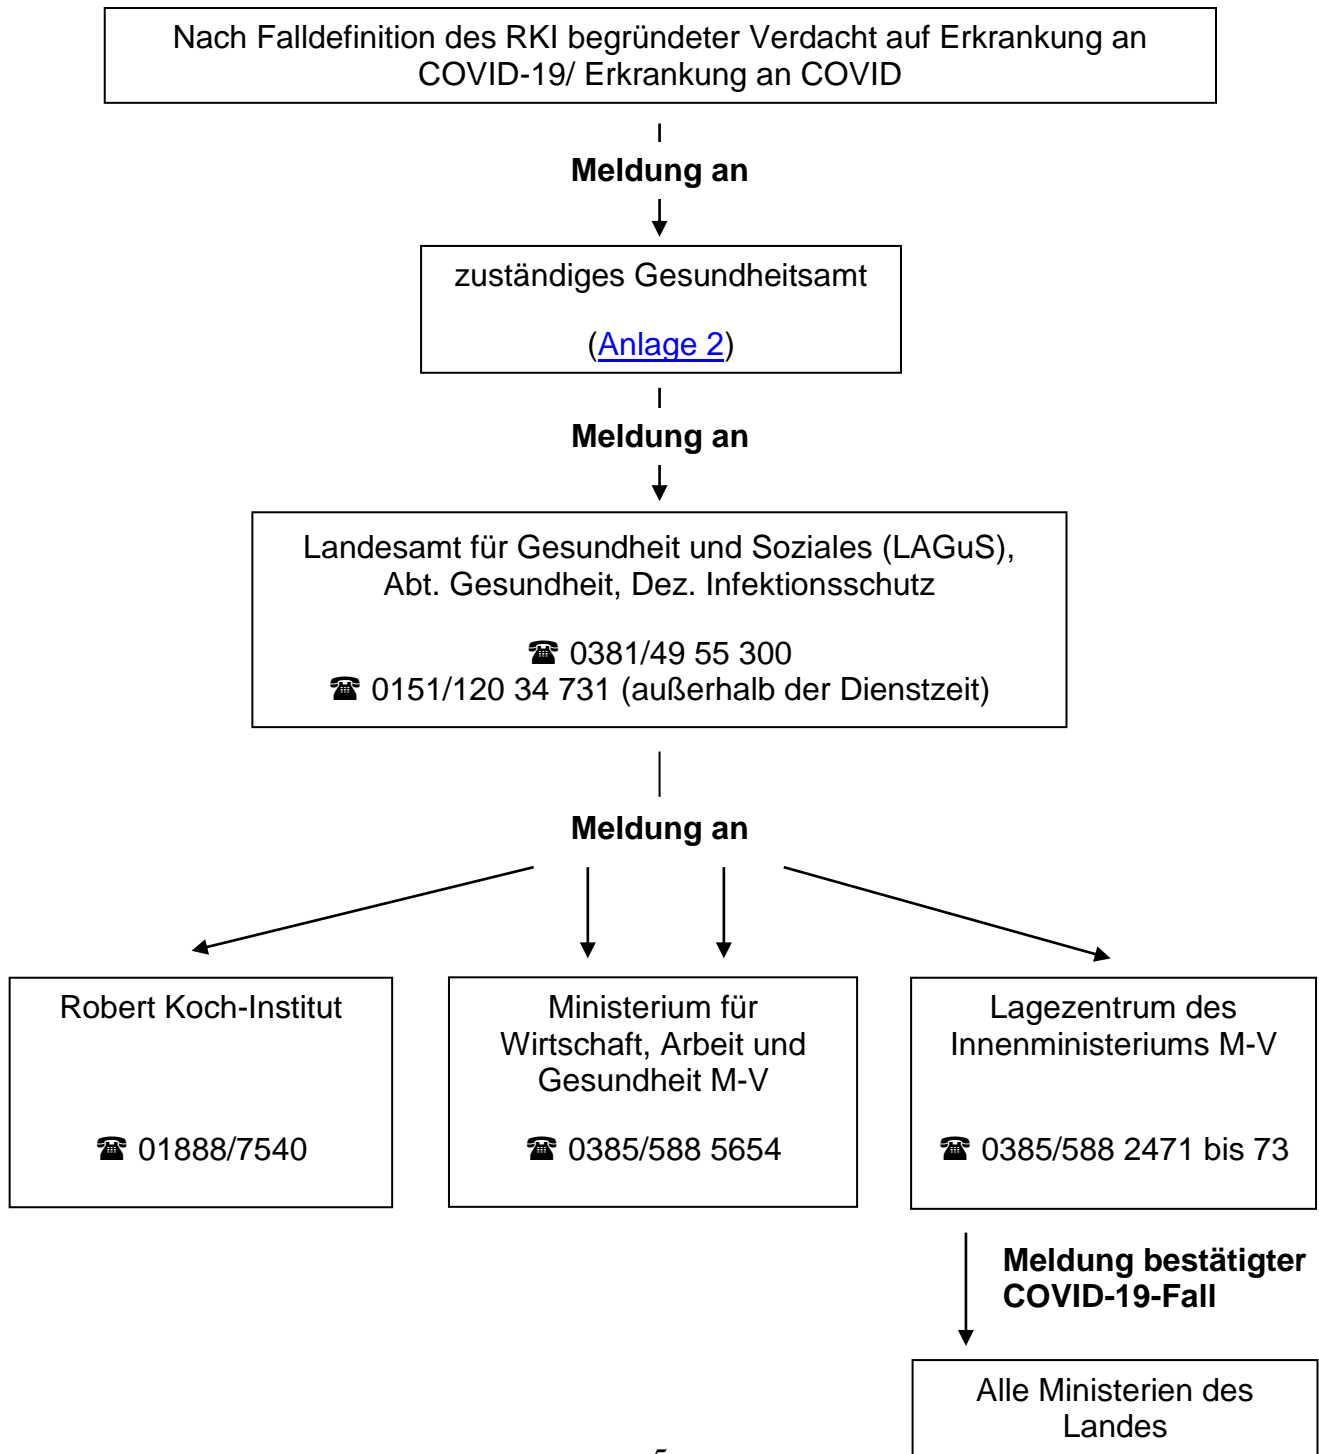 Nach Falldefinition des RKI begründeter Verdacht auf Erkrankung an
COVID-19/ Erkrankung an COVID
Meldung an
zuständiges Gesundheitsamt
(Anlage 2)
Meldung an
Landesamt für Gesundheit und Soziales (LAGuS),
Abt. Gesundheit, Dez. Infektionsschutz
☎ 0381/49 55 300
☎ 0151/120 34 731 (außerhalb der Dienstzeit)
Meldung an
Robert Koch-Institut
☎ 01888/7540
Ministerium für
Wirtschaft, Arbeit und
Gesundheit M-V
☎ 0385/588 5654
Lagezentrum des
Innenministeriums M-V
☎ 0385/588 2471 bis 73
Meldung bestätigter
COVID-19-Fall
Alle Ministerien des
Landes